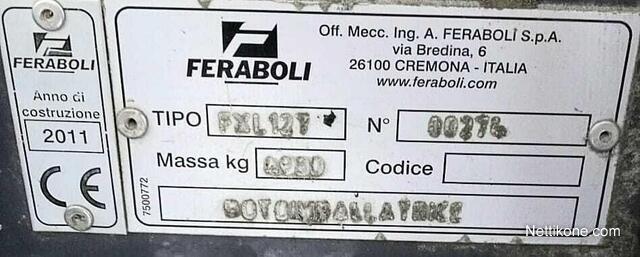 FERABOLI
Anno di
costruzione
2011
CE
FERABOLI
Off. Mecc. Ing. A. FERABOLI S.p.A.
via Bredina, 6
26100 CREMONA - ITALIA
www.feraboli.com
TIPO
N°
Massa kg
Codice
7500772
ROTOIMBALLATRICE
Nettikone.com